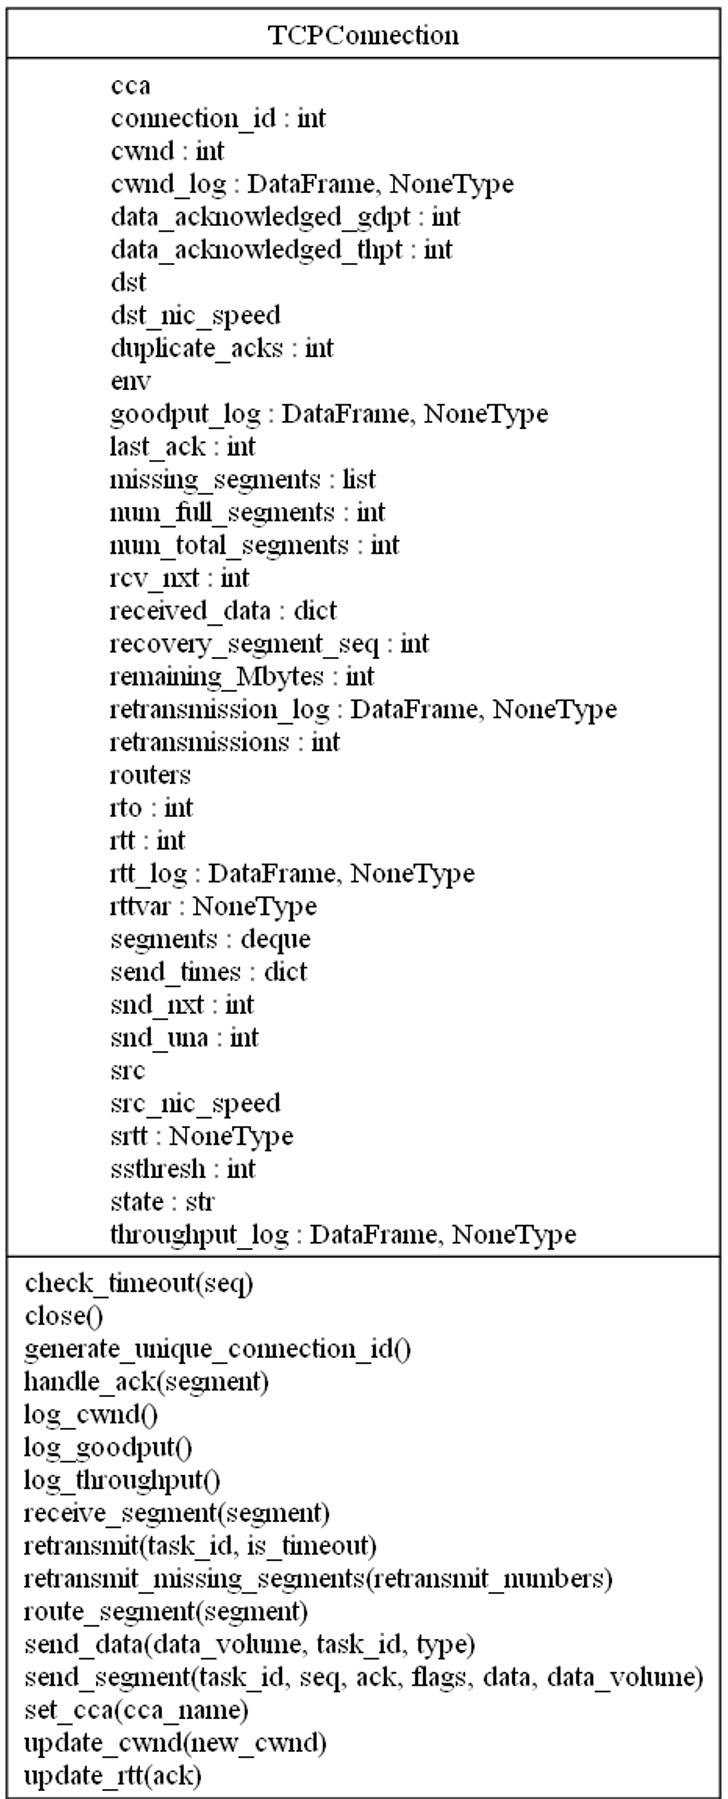 TCPConnection
cca
connection_id : int
cwnd : int
cwnd_log : DataFrame, NoneType
data_acknowledged_gdpt : int
data_acknowledged_thpt : int
dst
dst_nic_speed
duplicate_acks : int
env
goodput_log : DataFrame, NoneType
last_ack : int
missing_segments : list
num_full_segments : int
num_total_segments : int
rcv_nxt : int
received_data : dict
recovery_segment_seq : int
remaining_Mbytes : int
retransmission_log : DataFrame, NoneType
retransmissions : int
routers
rto : int
rtt : int
rtt_log : DataFrame, NoneType
rttvar : NoneType
segments : deque
send_times : dict
snd_nxt : int
snd_una : int
src
src_nic_speed
srtt : NoneType
ssthresh : int
state : str
throughput_log : DataFrame, NoneType
check_timeout(seq)
close()
generate_unique_connection_id()
handle_ack(segment)
log_cwnd()
log_goodput()
log_throughput()
receive_segment(segment)
retransmit(task_id, is_timeout)
retransmit_missing_segments(retransmit_numbers)
route_segment(segment)
send_data(data_volume, task_id, type)
send_segment(task_id, seq, ack, flags, data, data_volume)
set_cca(cca_name)
update_cwnd(new_cwnd)
update_rtt(ack)